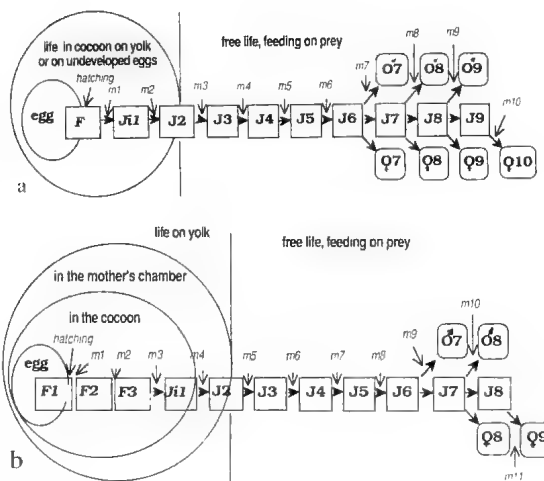 life in cocoon on yolk
or on undeveloped eggs
free life, feeding on prey
hatching
m1 m2 m3 m4 m5 m6 m7 m8 m9 m10
♂7 ♂8 ♂9
egg F Ji1 J2 J3 J4 J5 J6 J7 J8 J9
♀7 ♀8 ♀9 ♀10
a
life on yolk
free life, feeding on prey
in the mother's chamber
in the cocoon
hatching
m1 m2 m3 m4 m5 m6 m7 m8 m9 m10
♂7 ♂8
egg F1 F2 F3 Ji1 J2 J3 J4 J5 J6 J7 J8
♀8 ♀9
m11
b